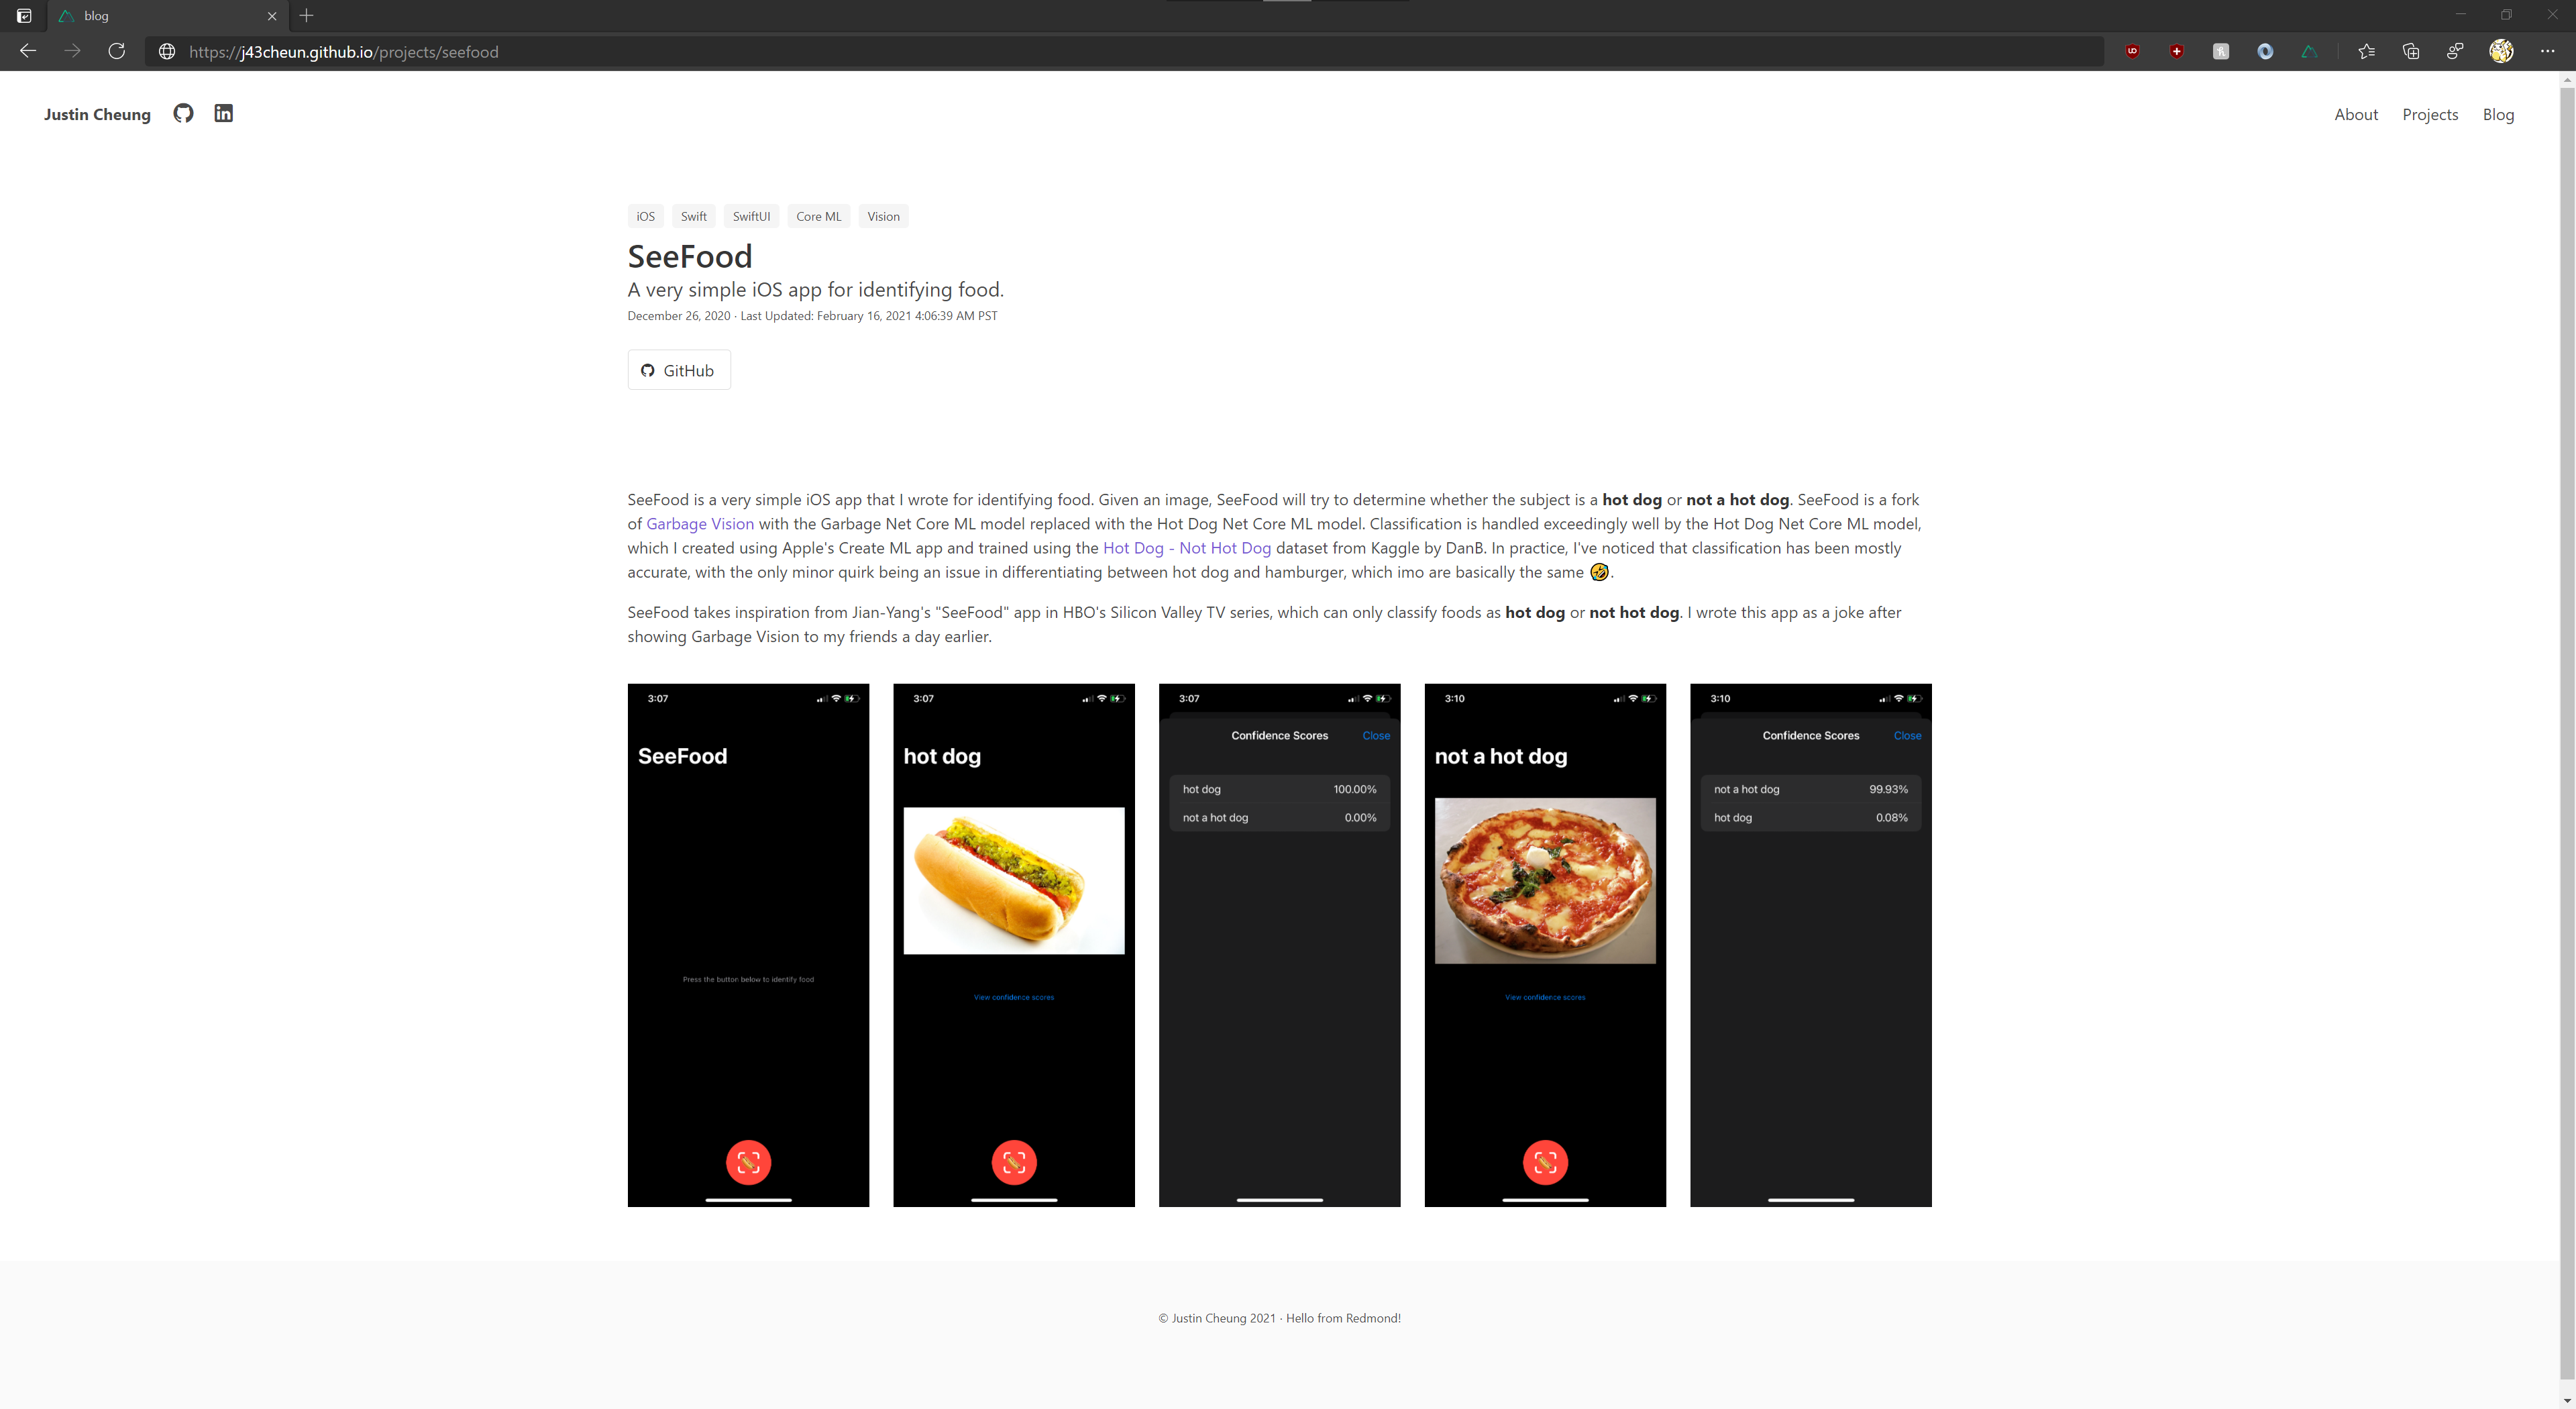 blog
https://j43cheun.github.io/projects/seefood
Justin Cheung
About Projects Blog
iOS Swift SwiftUI Core ML Vision
SeeFood
A very simple iOS app for identifying food.
December 26, 2020 · Last Updated: February 16, 2021 4:06:39 AM PST
GitHub
SeeFood is a very simple iOS app that I wrote for identifying food. Given an image, SeeFood will try to determine whether the subject is a hot dog or not a hot dog. SeeFood is a fork
of Garbage Vision with the Garbage Net Core ML model replaced with the Hot Dog Net Core ML model. Classification is handled exceedingly well by the Hot Dog Net Core ML model,
which I created using Apple's Create ML app and trained using the Hot Dog - Not Hot Dog dataset from Kaggle by DanB. In practice, I've noticed that classification has been mostly
accurate, with the only minor quirk being an issue in differentiating between hot dog and hamburger, which imo are basically the same 🤣.
SeeFood takes inspiration from Jian-Yang's "SeeFood" app in HBO's Silicon Valley TV series, which can only classify foods as hot dog or not hot dog. I wrote this app as a joke after
showing Garbage Vision to my friends a day earlier.
3:07
SeeFood
Press the button below to identify food
3:07
hot dog
View confidence scores
3:07
Confidence Scores Close
hot dog 100.00%
not a hot dog 0.00%
3:10
not a hot dog
View confidence scores
3:10
Confidence Scores Close
not a hot dog 99.93%
hot dog 0.08%
© Justin Cheung 2021 · Hello from Redmond!